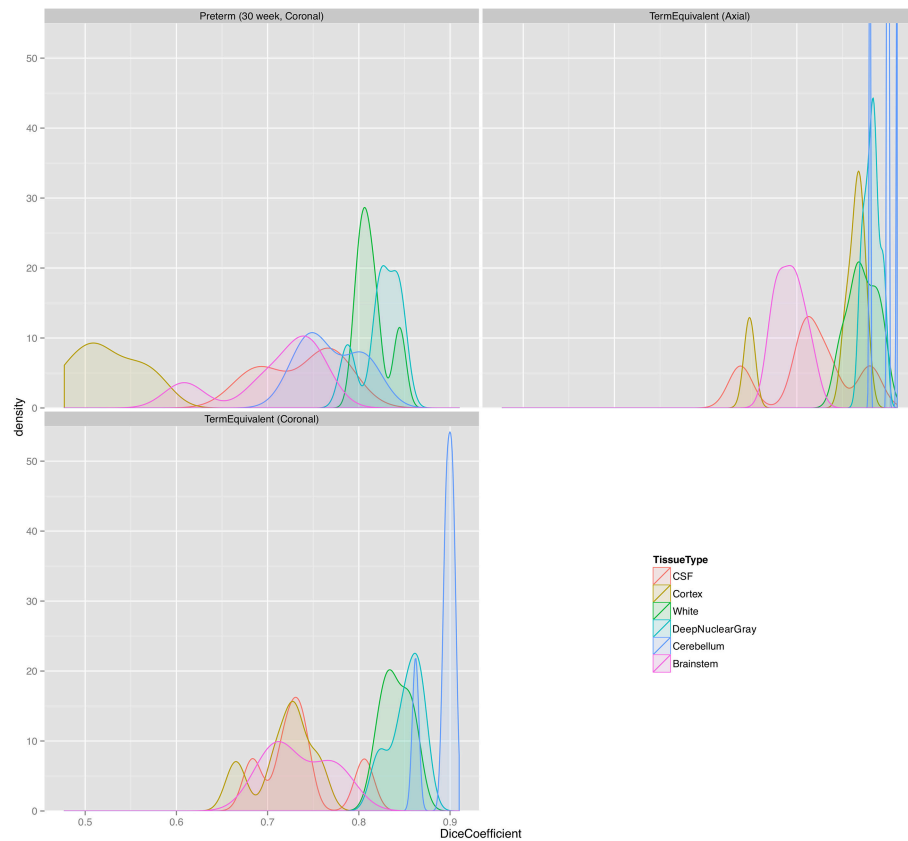 Preterm (30 week, Coronal)
TermEquivalent (Axial)
50
40
30
20
10
0
density
TermEquivalent (Coronal)
50
40
30
20
10
0
0.5
0.6
0.7
0.8
0.9
DiceCoefficient
TissueType
CSF
Cortex
White
DeepNuclearGray
Cerebellum
Brainstem